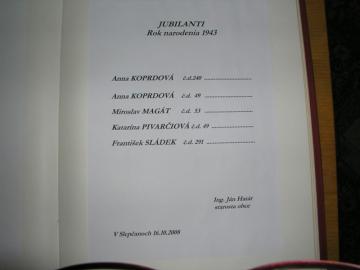 JUBILANTI
Rok narodenia 1943
Anna KOPRDOVÁ č.d.240 ..............................
Anna KOPRDOVÁ č.d. 49 ..............................
Miroslav MAGÁT č.d. 53 ..............................
Katarína PIVARČIOVÁ č.d. 49 ..............................
František SLÁDEK č.d. 291 ..............................
Ing. Ján Határ
starosta obce
V Slepčanoch 16.10.2008